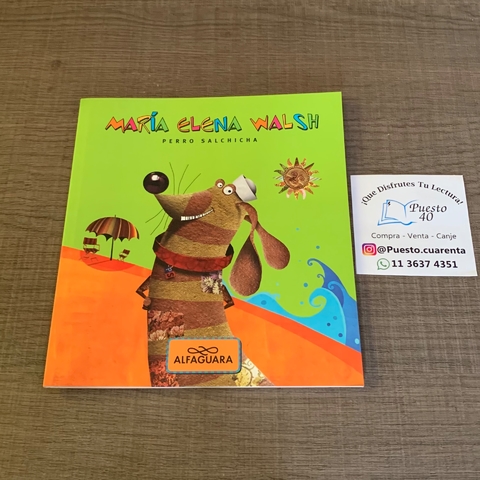 MARÍA ELENA WALSH
PERRO SALCHICHA
ALFAGUARA
¡Que Disfrutes Tu Lectura!
Puesto
40
Compra - Venta - Canje
@Puesto.cuarenta
11 3637 4351